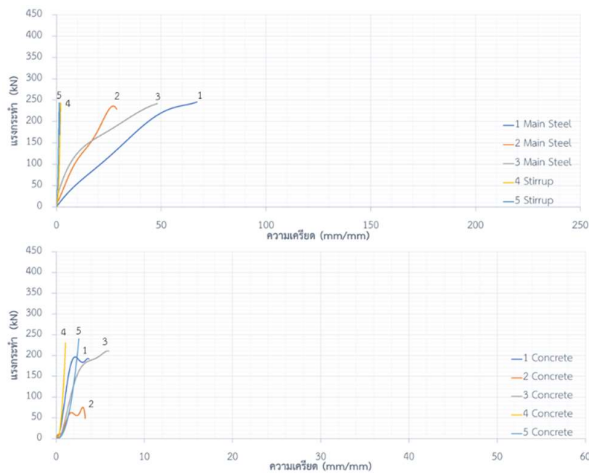 450
400
350
300
250
200
150
100
50
0
แรงกระทำ (kN)
5
4
2
3
1
1 Main Steel
2 Main Steel
3 Main Steel
4 Stirrup
5 Stirrup
0 50 100 150 200 250
ความเครียด (mm/mm)
450
400
350
300
250
200
150
100
50
0
แรงกระทำ (kN)
4
5
1
3
2
1 Concrete
2 Concrete
3 Concrete
4 Concrete
5 Concrete
0 10 20 30 40 50 60
ความเครียด (mm/mm)